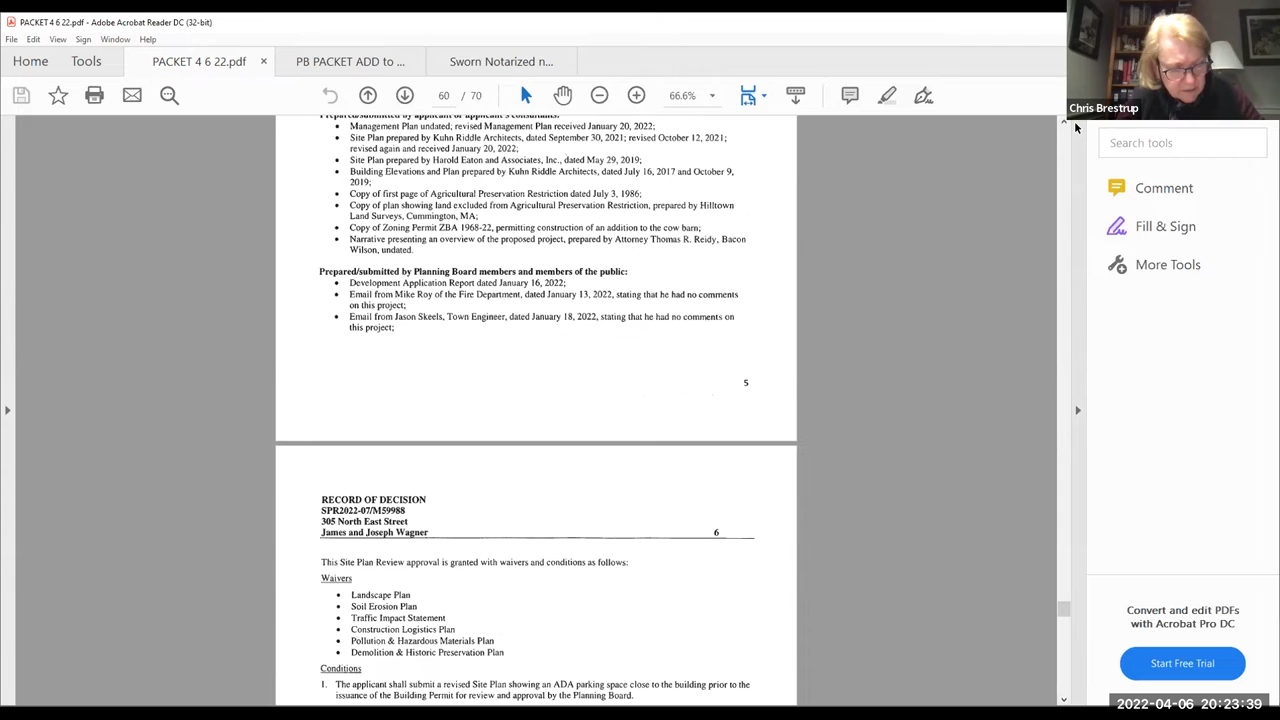 PACKET 4 6 22.pdf - Adobe Acrobat Reader DC (32-bit)
File Edit View Sign Window Help
Home Tools PACKET 4 6 22.pdf × PB PACKET ADD to ... Sworn Notarized n...
60 / 70 66.6%
Chris Brestrup
Prepared/submitted by applicant or applicant's consultants:
• Management Plan undated; revised Management Plan received January 20, 2022;
• Site Plan prepared by Kuhn Riddle Architects, dated September 30, 2021; revised October 12, 2021;
revised again and received January 20, 2022;
• Site Plan prepared by Harold Eaton and Associates, Inc., dated May 29, 2019;
• Building Elevations and Plan prepared by Kuhn Riddle Architects, dated July 16, 2017 and October 9,
2019;
• Copy of first page of Agricultural Preservation Restriction dated July 3, 1986;
• Copy of plan showing land excluded from Agricultural Preservation Restriction, prepared by Hilltown
Land Surveys, Cummington, MA;
• Copy of Zoning Permit ZBA 1968-22, permitting construction of an addition to the cow barn;
• Narrative presenting an overview of the proposed project, prepared by Attorney Thomas R. Reidy, Bacon
Wilson, undated.
Prepared/submitted by Planning Board members and members of the public:
• Development Application Report dated January 16, 2022;
• Email from Mike Roy of the Fire Department, dated January 13, 2022, stating that he had no comments
on this project;
• Email from Jason Skeels, Town Engineer, dated January 18, 2022, stating that he had no comments on
this project;
5
RECORD OF DECISION
SPR2022-07/M59988
305 North East Street
James and Joseph Wagner 6
This Site Plan Review approval is granted with waivers and conditions as follows:
Waivers
• Landscape Plan
• Soil Erosion Plan
• Traffic Impact Statement
• Construction Logistics Plan
• Pollution & Hazardous Materials Plan
• Demolition & Historic Preservation Plan
Conditions
1. The applicant shall submit a revised Site Plan showing an ADA parking space close to the building prior to the
issuance of the Building Permit for review and approval by the Planning Board.
Search tools
Comment
Fill & Sign
More Tools
Convert and edit PDFs
with Acrobat Pro DC
Start Free Trial
2022-04-06 20:23:39